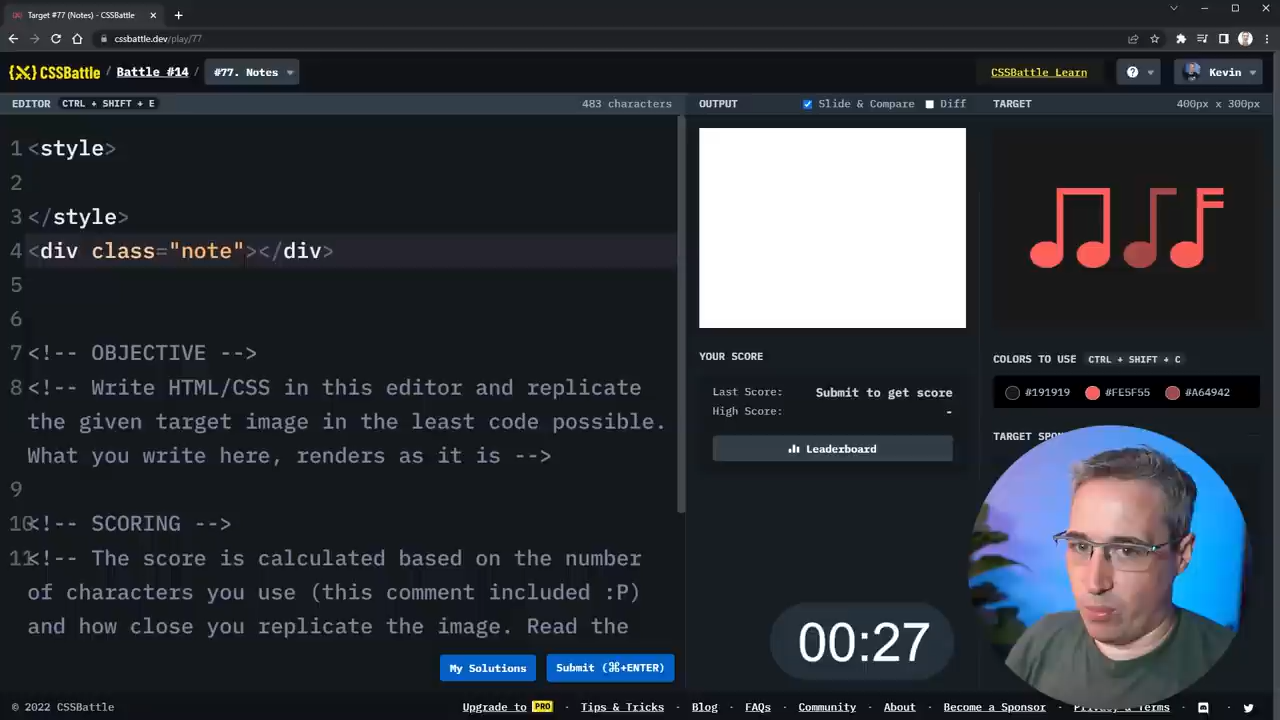 Target #77 (Notes) - CSSBattle
cssbattle.dev/play/77
{X} CSSBattle / Battle #14 / #77. Notes
CSSBattle Learn
Kevin
EDITOR CTRL + SHIFT + E 483 characters
OUTPUT Slide & Compare Diff
TARGET 400px x 300px
1 <style>
2
3 </style>
4 <div class="note"></div>
5
6
7 <!-- OBJECTIVE -->
8 <!-- Write HTML/CSS in this editor and replicate
the given target image in the least code possible.
What you write here, renders as it is -->
9
10 <!-- SCORING -->
11 <!-- The score is calculated based on the number
of characters you use (this comment included :P)
and how close you replicate the image. Read the
YOUR SCORE
Last Score: Submit to get score
High Score: -
Leaderboard
COLORS TO USE CTRL + SHIFT + C
#191919 #FE5F55 #A64942
00:27
My Solutions Submit (⌘+ENTER)
© 2022 CSSBattle
Upgrade to PRO · Tips & Tricks · Blog · FAQs · Community · About · Become a Sponsor · Privacy & Terms